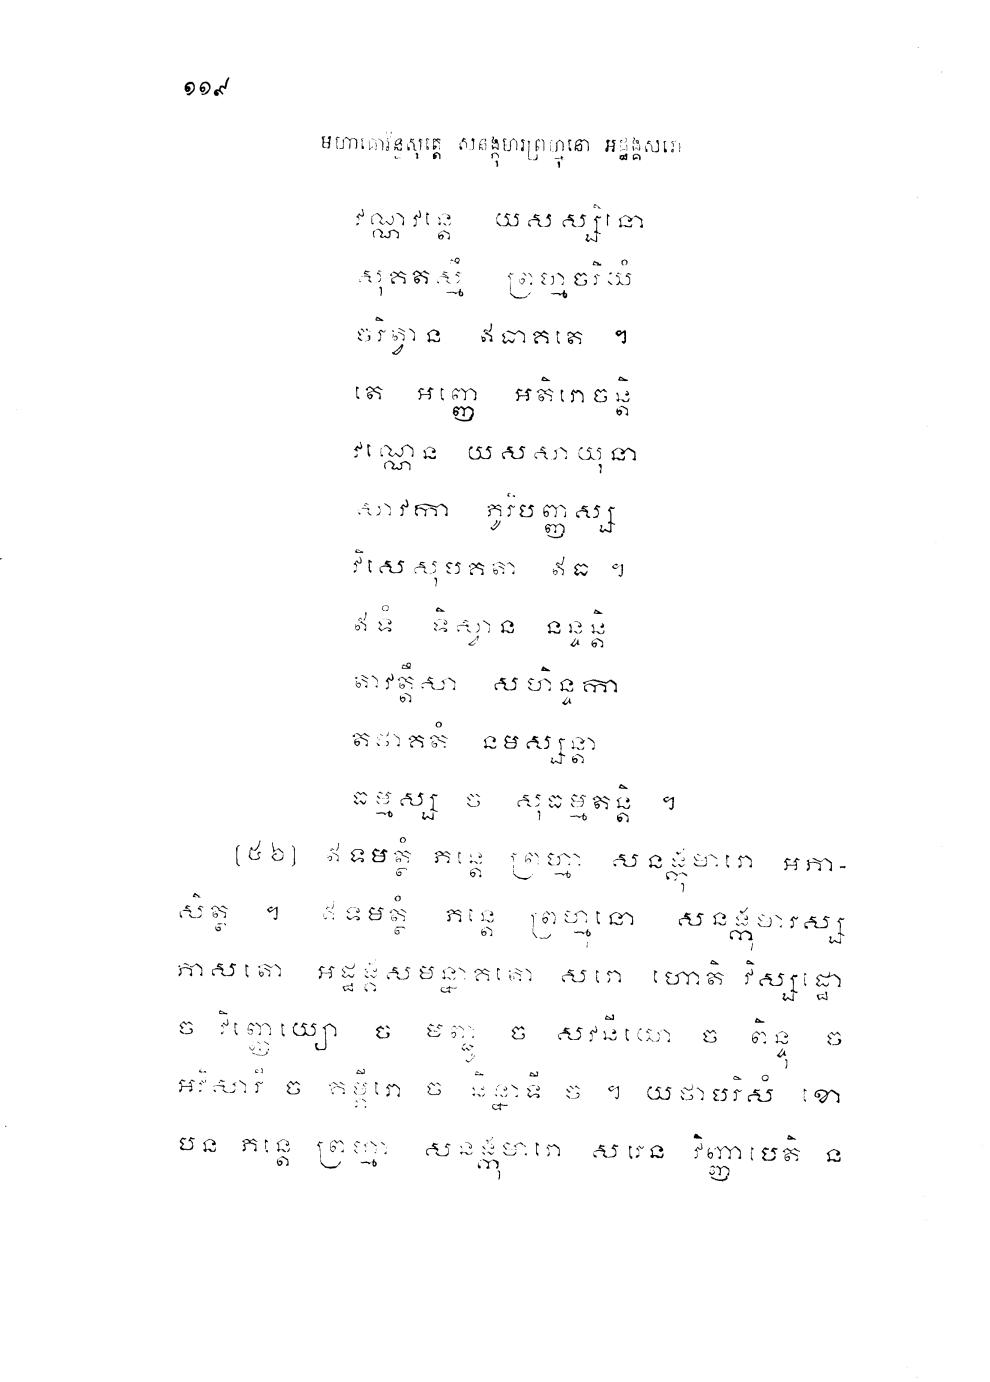 ១១៩
មហាគោវិន្ទសុត្តេ សនង្កុមារព្រហ្មុនោ អដ្ឋង្គសរោ
វណ្ណវន្តេ យសស្សិនោ
សុគតស្មឹ ព្រហ្មចរិយំ
ចរិត្វាន ឥធាគតេ ។
តេ អញ្ញេ អតិរោចន្តិ
វណ្ណេន យសសាយុនា
សាវកា ភូរិបញ្ញស្ស
វិសេសុបគតា ឥធ ។
ឥទំ ទិស្វាន នន្ទន្តិ
តាវត្តឹសា សហិន្ទកា
តថាគតំ នមស្សន្តា
ធម្មស្ស ច សុធម្មតន្តិ ។
[៥៦] ឥទមត្ថំ ភន្តេ ព្រហ្មា សនង្កុមារោ អភា-
សិត្ថ ។ ឥទមត្ថំ ភន្តេ ព្រហ្មុនោ សនង្កុមារស្ស
ភាសតោ អដ្ឋង្គសមន្នាគតោ សរោ ហោតិ វិស្សដ្ឋោ
ច វិញ្ញេយ្យោ ច មញ្ជូ ច សវនីយោ ច ពិន្ទុ ច
អវិសារី ច គម្ភីរោ ច និន្នាទី ច ។ យថាបរិសំ ខោ
បន ភន្តេ ព្រហ្មា សនង្កុមារោ សរេន វិញ្ញាបេតិ ន